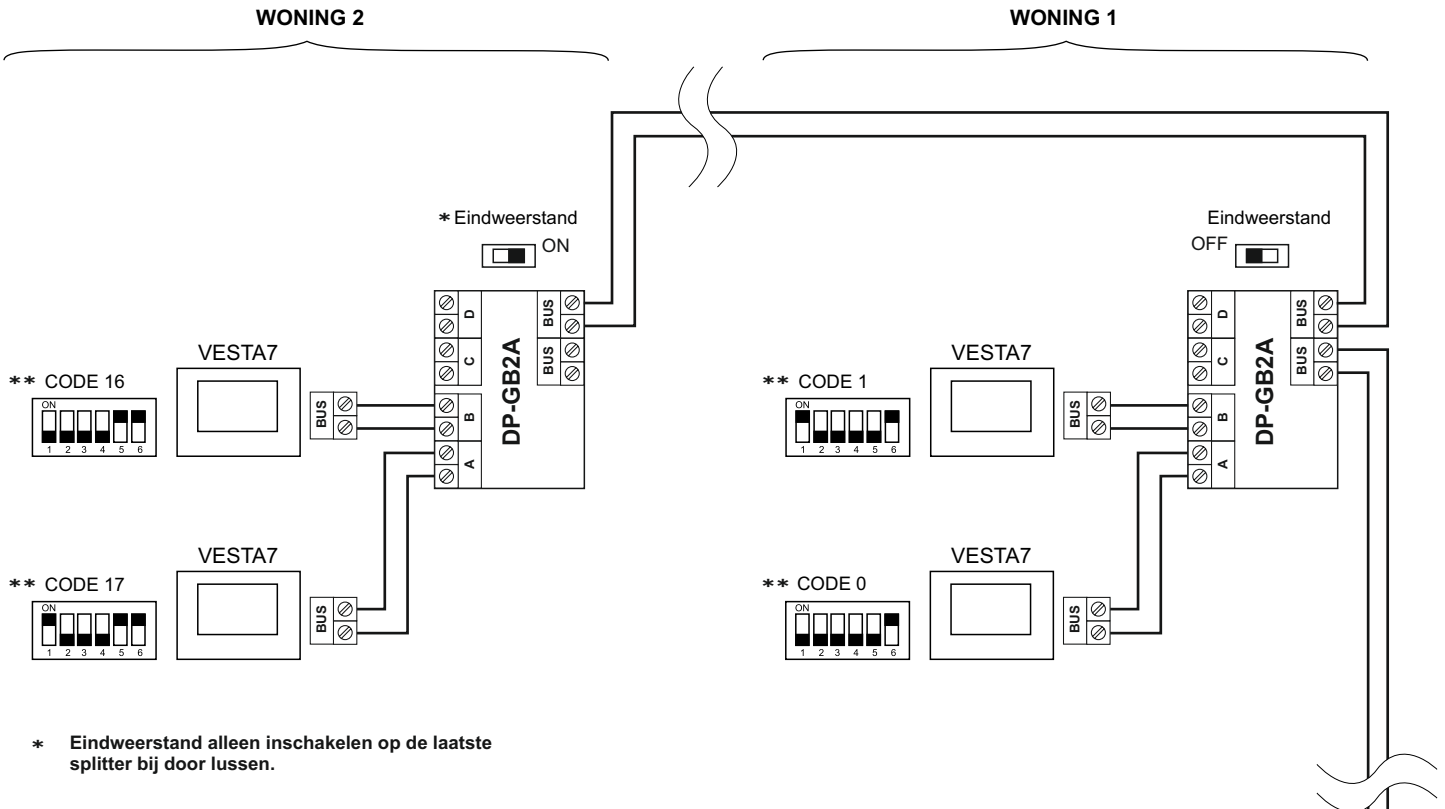 WONING 2
WONING 1
* Eindweerstand
ON
Eindweerstand
OFF
D
C
B
A
DP-GB2A
BUS
BUS
D
C
B
A
DP-GB2A
BUS
BUS
** CODE 16
ON
1 2 3 4 5 6
VESTA7
BUS
** CODE 1
ON
1 2 3 4 5 6
VESTA7
BUS
** CODE 17
ON
1 2 3 4 5 6
VESTA7
BUS
** CODE 0
ON
1 2 3 4 5 6
VESTA7
BUS
* Eindweerstand alleen inschakelen op de laatste
splitter bij door lussen.